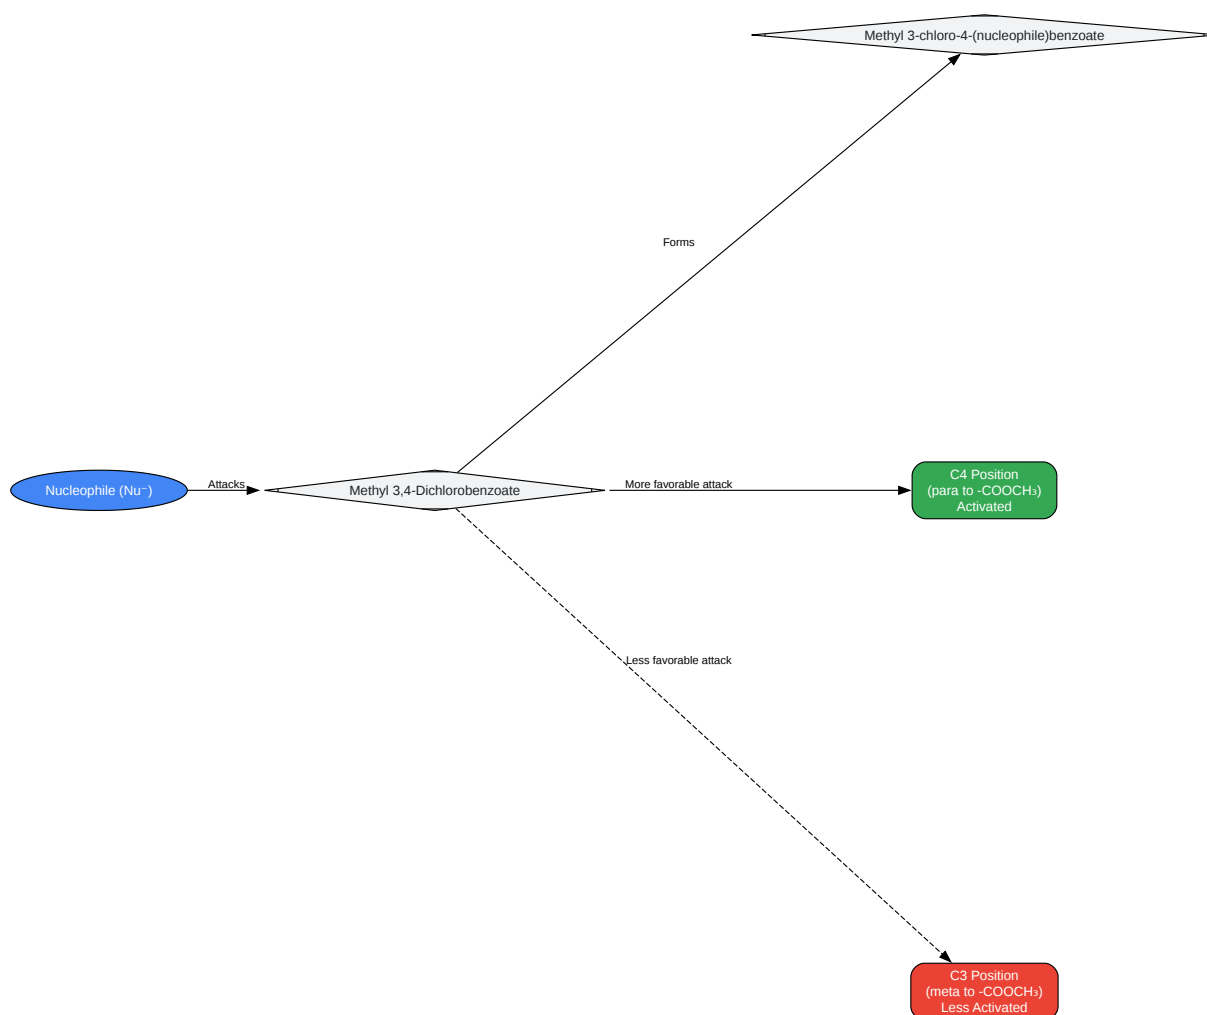 Methyl 3-chloro-4-(nucleophile)benzoate
Forms
Nucleophile (Nu⁻)
Attacks
Methyl 3,4-Dichlorobenzoate
More favorable attack
C4 Position
(para to -COOCH₃)
Activated
Less favorable attack
C3 Position
(meta to -COOCH₃)
Less Activated